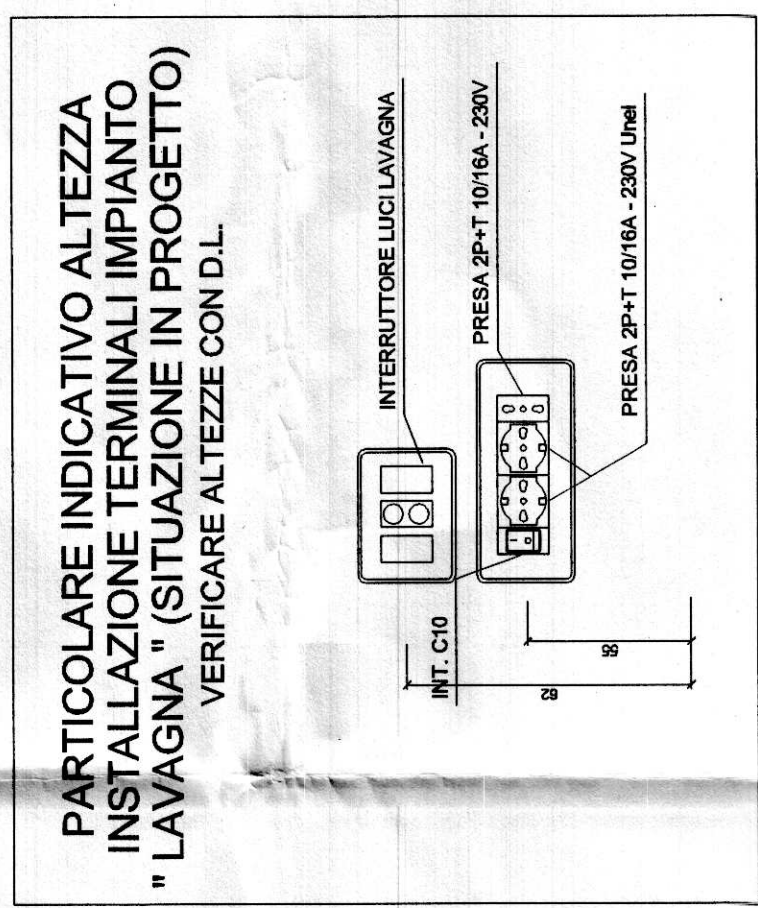 PARTICOLARE INDICATIVO ALTEZZA
INSTALLAZIONE TERMINALI IMPIANTO
" LAVAGNA " (SITUAZIONE IN PROGETTO)
VERIFICARE ALTEZZE CON D.L.
INTERRUTTORE LUCI LAVAGNA
INT. C10
PRESA 2P+T 10/16A - 230V
PRESA 2P+T 10/16A - 230V Unel
62
55